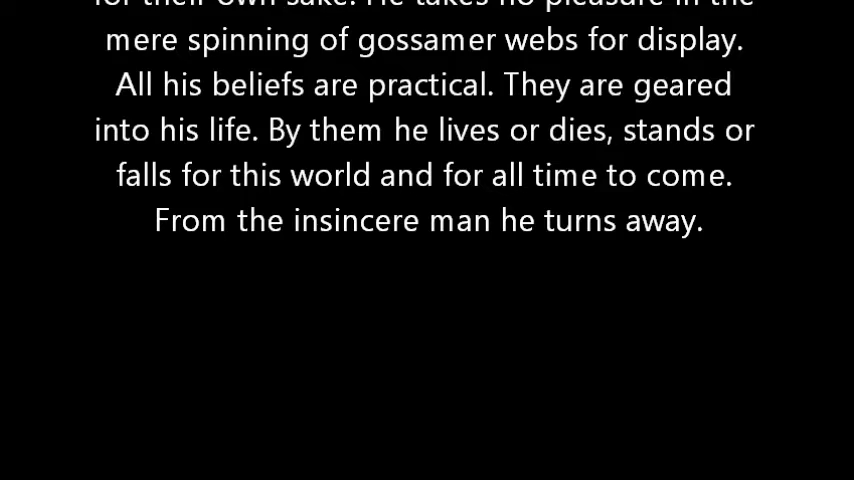 for their own sake. He takes no pleasure in the
mere spinning of gossamer webs for display.
All his beliefs are practical. They are geared
into his life. By them he lives or dies, stands or
falls for this world and for all time to come.
From the insincere man he turns away.